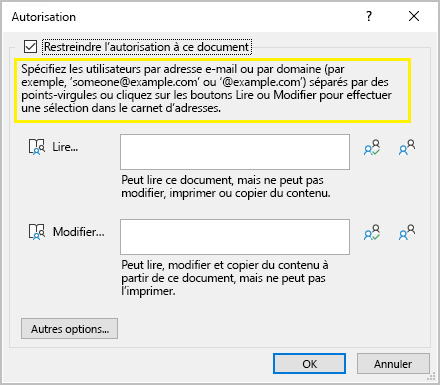 Autorisation
Restreindre l'autorisation à ce document
Spécifiez les utilisateurs par adresse e-mail ou par domaine (par
exemple, 'someone@example.com' ou '@example.com') séparés par des
points-virgules ou cliquez sur les boutons Lire ou Modifier pour effectuer
une sélection dans le carnet d'adresses.
Lire...
Peut lire ce document, mais ne peut pas
modifier, imprimer ou copier du contenu.
Modifier...
Peut lire, modifier et copier du contenu à
partir de ce document, mais ne peut pas
l'imprimer.
Autres options...
OK
Annuler